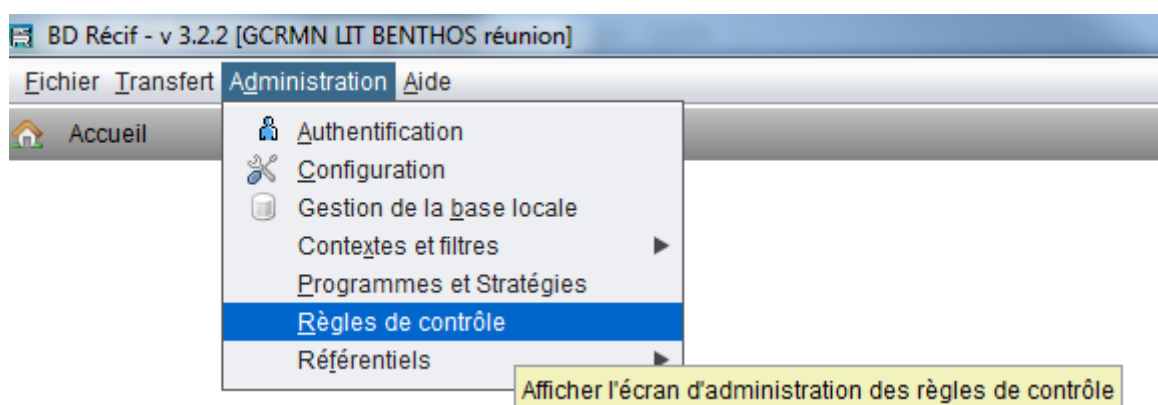 BD Récif - v 3.2.2 [GCRMN LIT BENTHOS réunion]
Fichier Transfert Administration Aide
Accueil
Authentification
Configuration
Gestion de la base locale
Contextes et filtres
Programmes et Stratégies
Règles de contrôle
Référentiels
Afficher l'écran d'administration des règles de contrôle